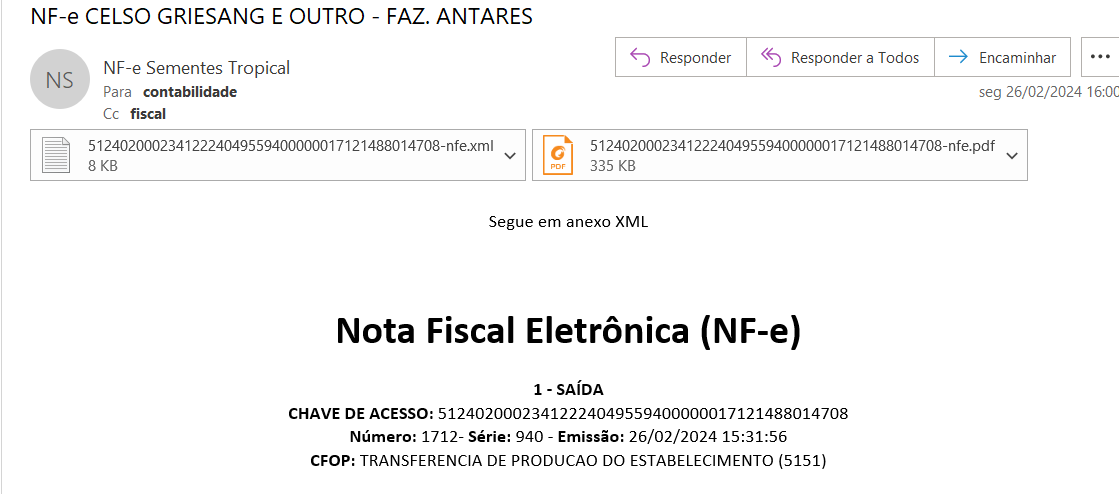 NF-e CELSO GRIESANG E OUTRO - FAZ. ANTARES
NS
NF-e Sementes Tropical
Para contabilidade
Cc fiscal
Responder
Responder a Todos
Encaminhar
seg 26/02/2024 16:00
51240200023412224049559400000017121488014708-nfe.xml
8 KB
PDF
51240200023412224049559400000017121488014708-nfe.pdf
335 KB
Segue em anexo XML
Nota Fiscal Eletrônica (NF-e)
1 - SAÍDA
CHAVE DE ACESSO: 51240200023412224049559400000017121488014708
Número: 1712- Série: 940 - Emissão: 26/02/2024 15:31:56
CFOP: TRANSFERENCIA DE PRODUCAO DO ESTABELECIMENTO (5151)